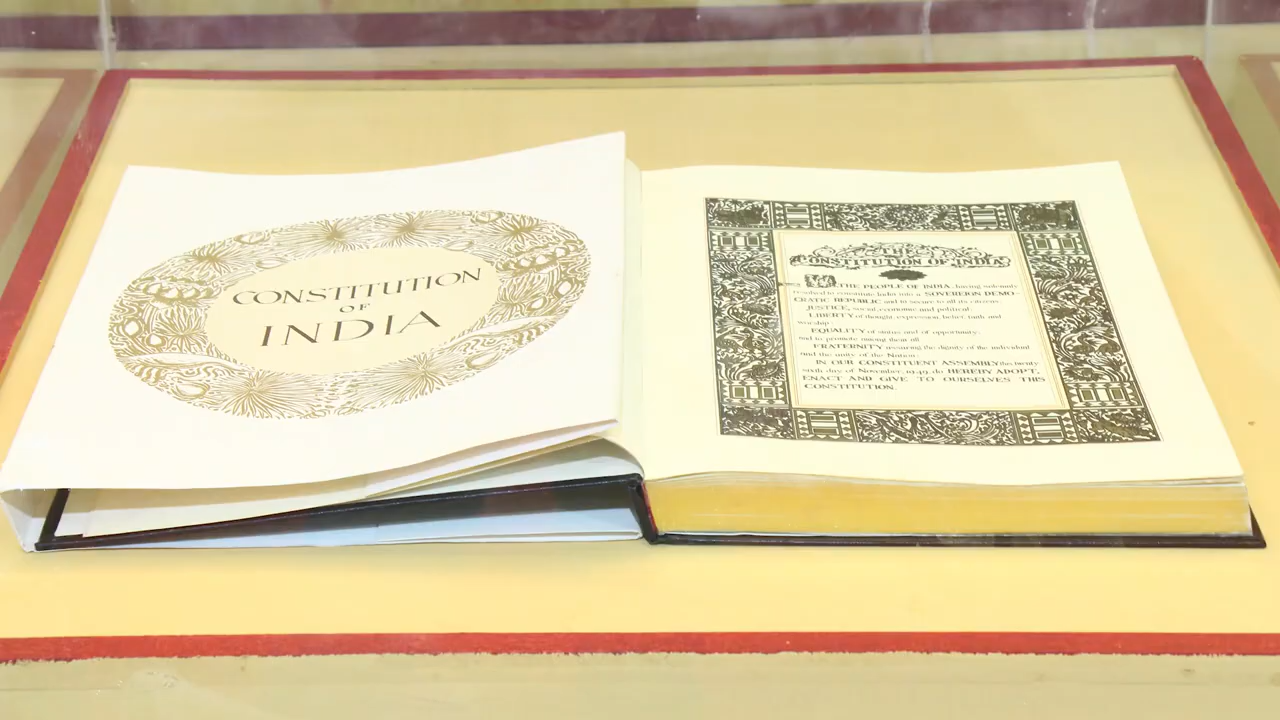 CONSTITUTION
OF
INDIA
THE
CONSTITUTION OF INDIA
WE, THE PEOPLE OF INDIA, having solemnly
resolved to constitute India into a SOVEREIGN DEMO-
CRATIC REPUBLIC and to secure to all its citizens:
JUSTICE, social, economic and political;
LIBERTY of thought, expression, belief, faith and
worship;
EQUALITY of status and of opportunity;
and to promote among them all
FRATERNITY assuring the dignity of the individual
and the unity of the Nation;
IN OUR CONSTITUENT ASSEMBLY this twenty
sixth day of November, 1949, do HEREBY ADOPT,
ENACT AND GIVE TO OURSELVES THIS
CONSTITUTION.